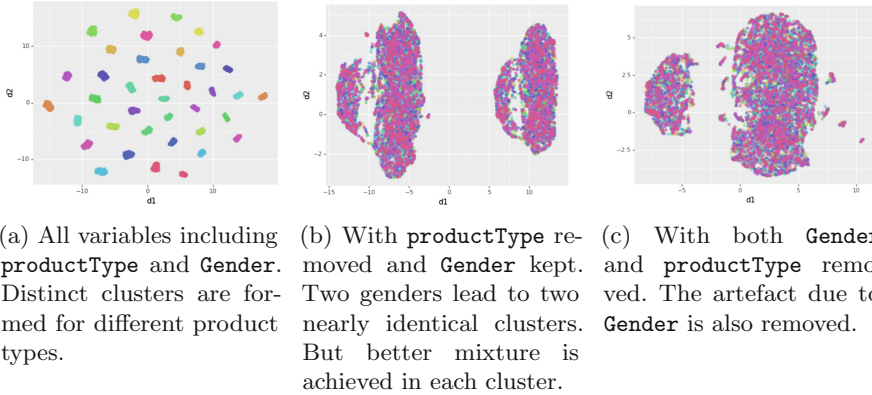 10
0
−10
−10
0
10
d1
d2
4
2
0
−2
−15
−10
−5
0
5
10
d1
d2
5
2.5
0
−2.5
−5
0
5
10
d1
d2
(a) All variables including
productType and Gender.
Distinct clusters are for-
med for different product
types.
(b) With productType re-
moved and Gender kept.
Two genders lead to two
nearly identical clusters.
But better mixture is
achieved in each cluster.
(c) With both Gender
and productType remo-
ved. The artefact due to
Gender is also removed.